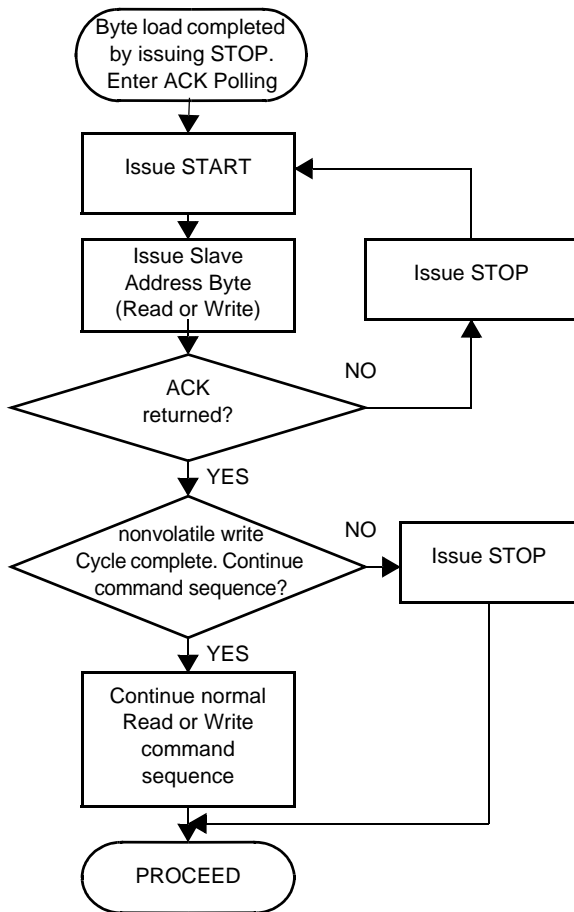 Byte load completed
by issuing STOP.
Enter ACK Polling
Issue START
Issue Slave
Address Byte
(Read or Write)
Issue STOP
ACK
returned?
NO
YES
nonvolatile write
Cycle complete. Continue
command sequence?
NO
Issue STOP
YES
Continue normal
Read or Write
command
sequence
PROCEED